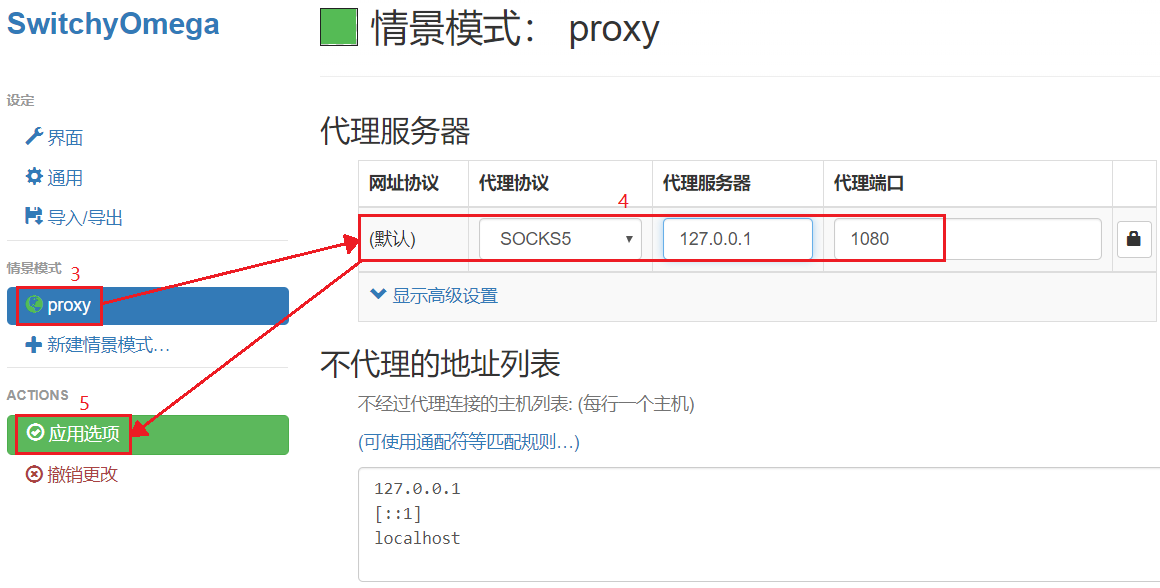 SwitchyOmega
设定
界面
通用
导入/导出
情景模式 3
proxy
新建情景模式…
ACTIONS 5
应用选项
撤销更改
情景模式： proxy
代理服务器
网址协议 代理协议 代理服务器 代理端口
4
(默认) SOCKS5 127.0.0.1 1080
显示高级设置
不代理的地址列表
不经过代理连接的主机列表: (每行一个主机)
(可使用通配符等匹配规则…)
127.0.0.1
[::1]
localhost